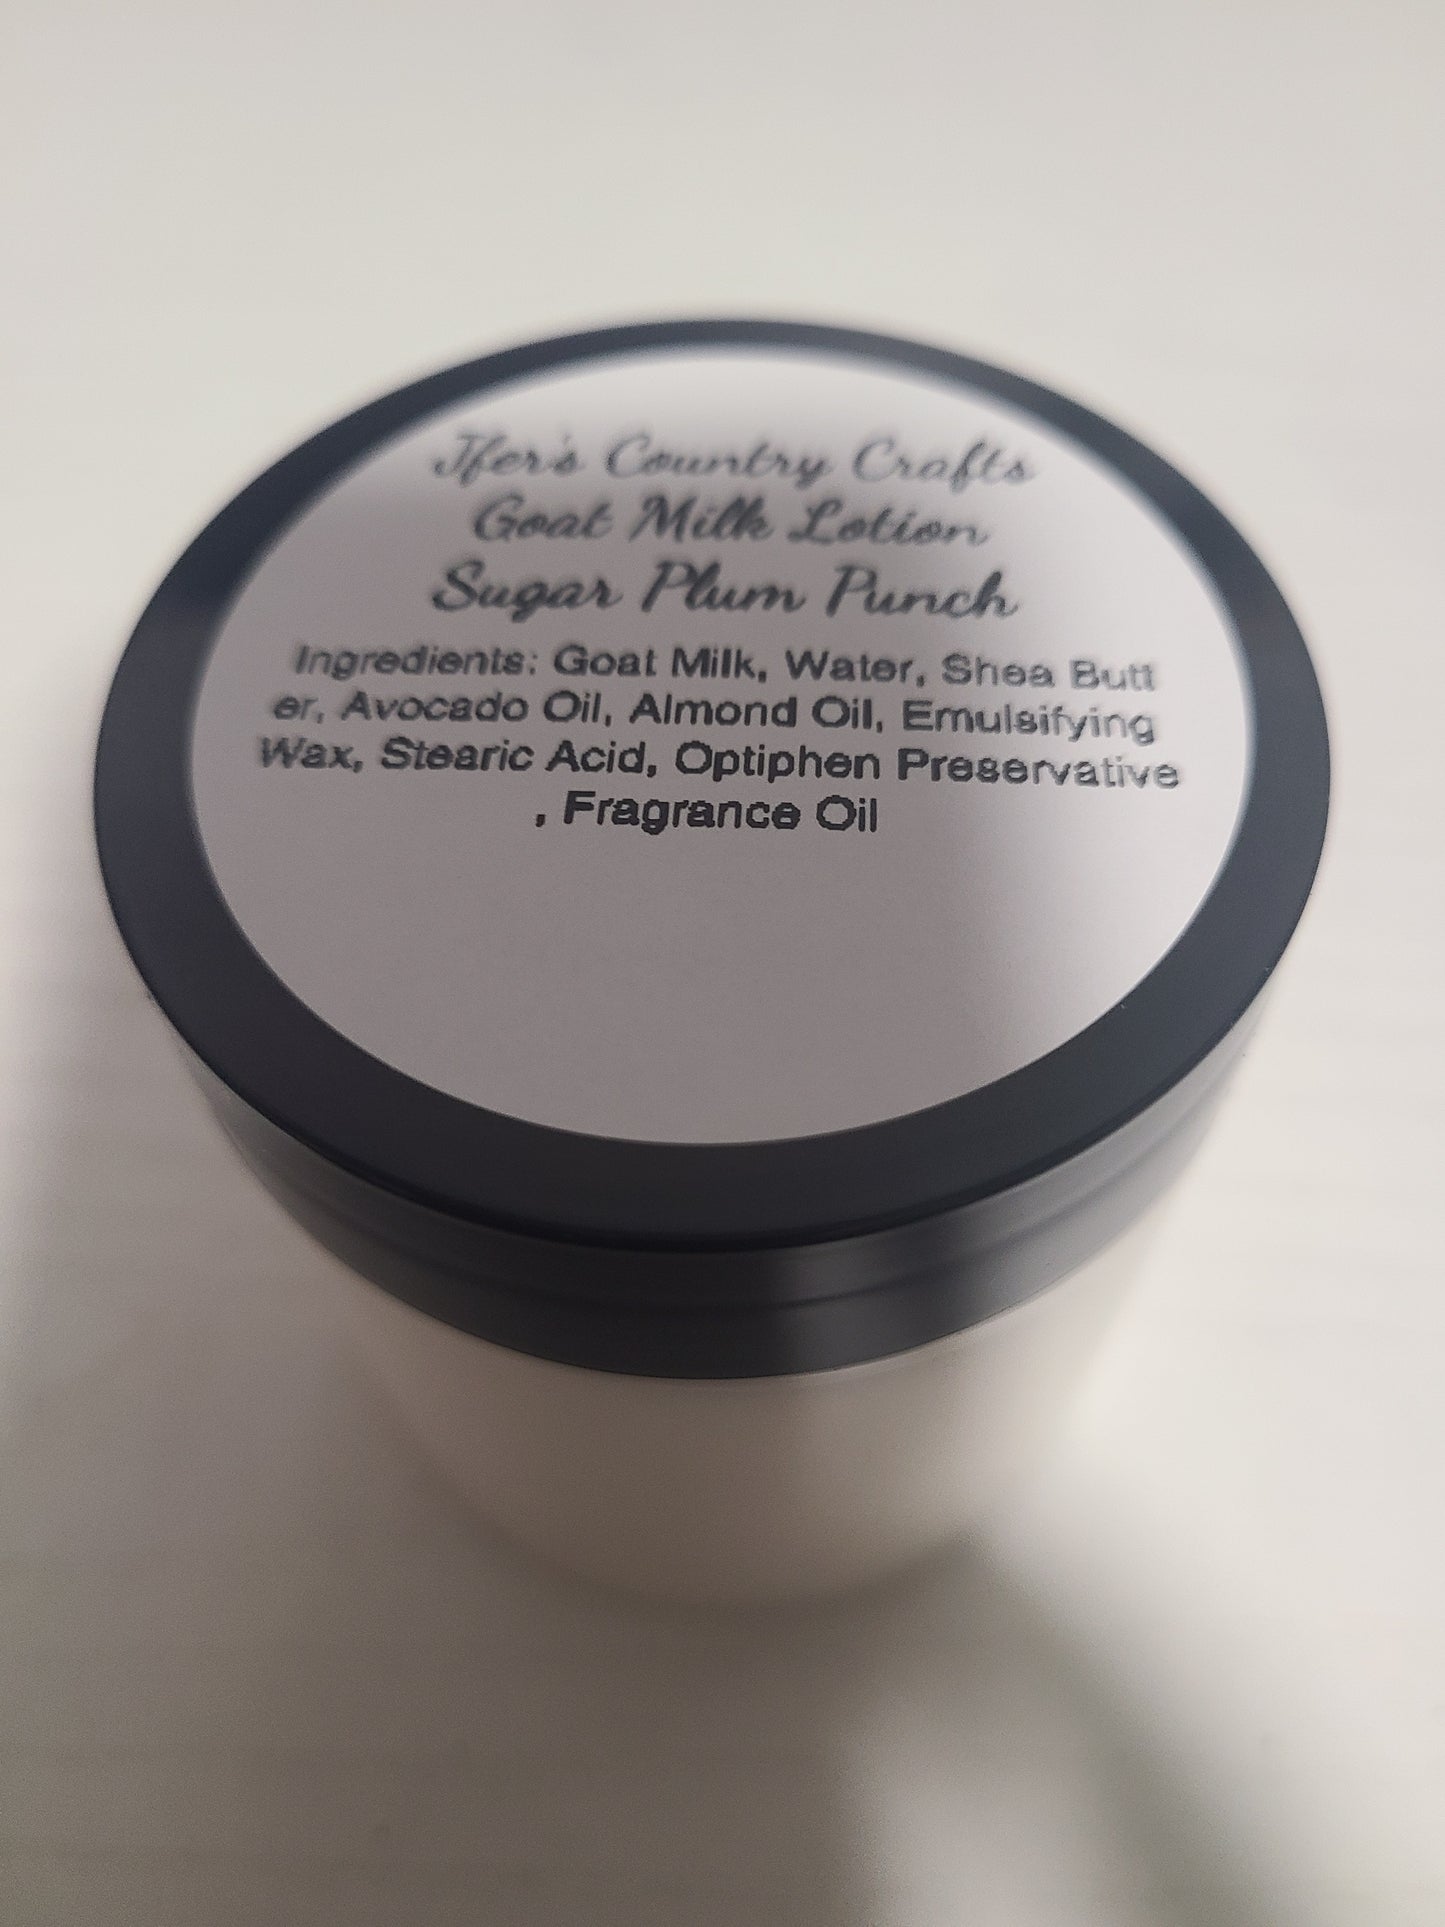 Jfer's Country Crafts
Goat Milk Lotion
Sugar Plum Punch
Ingredients: Goat Milk, Water, Shea Butt
er, Avocado Oil, Almond Oil, Emulsifying
Wax, Stearic Acid, Optiphen Preservative
, Fragrance Oil